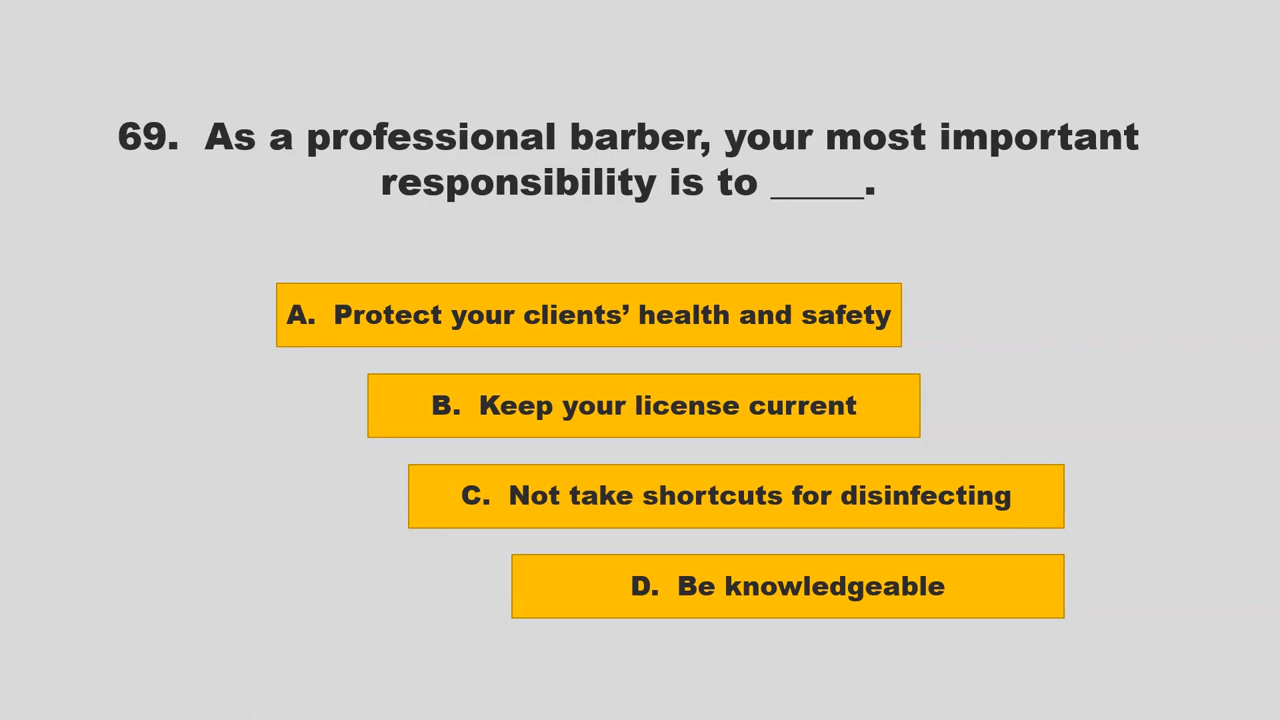 69.  As a professional barber, your most important
responsibility is to _____.
A.  Protect your clients’ health and safety
B.  Keep your license current
C.  Not take shortcuts for disinfecting
D.  Be knowledgeable